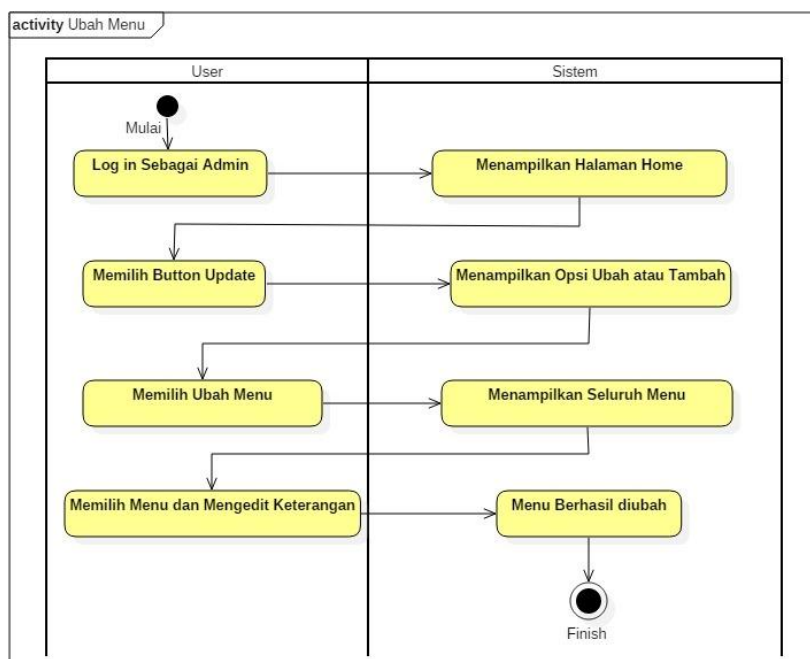 activity Ubah Menu
User
Sistem
Mulai
Log in Sebagai Admin
Menampilkan Halaman Home
Memilih Button Update
Menampilkan Opsi Ubah atau Tambah
Memilih Ubah Menu
Menampilkan Seluruh Menu
Memilih Menu dan Mengedit Keterangan
Menu Berhasil diubah
Finish